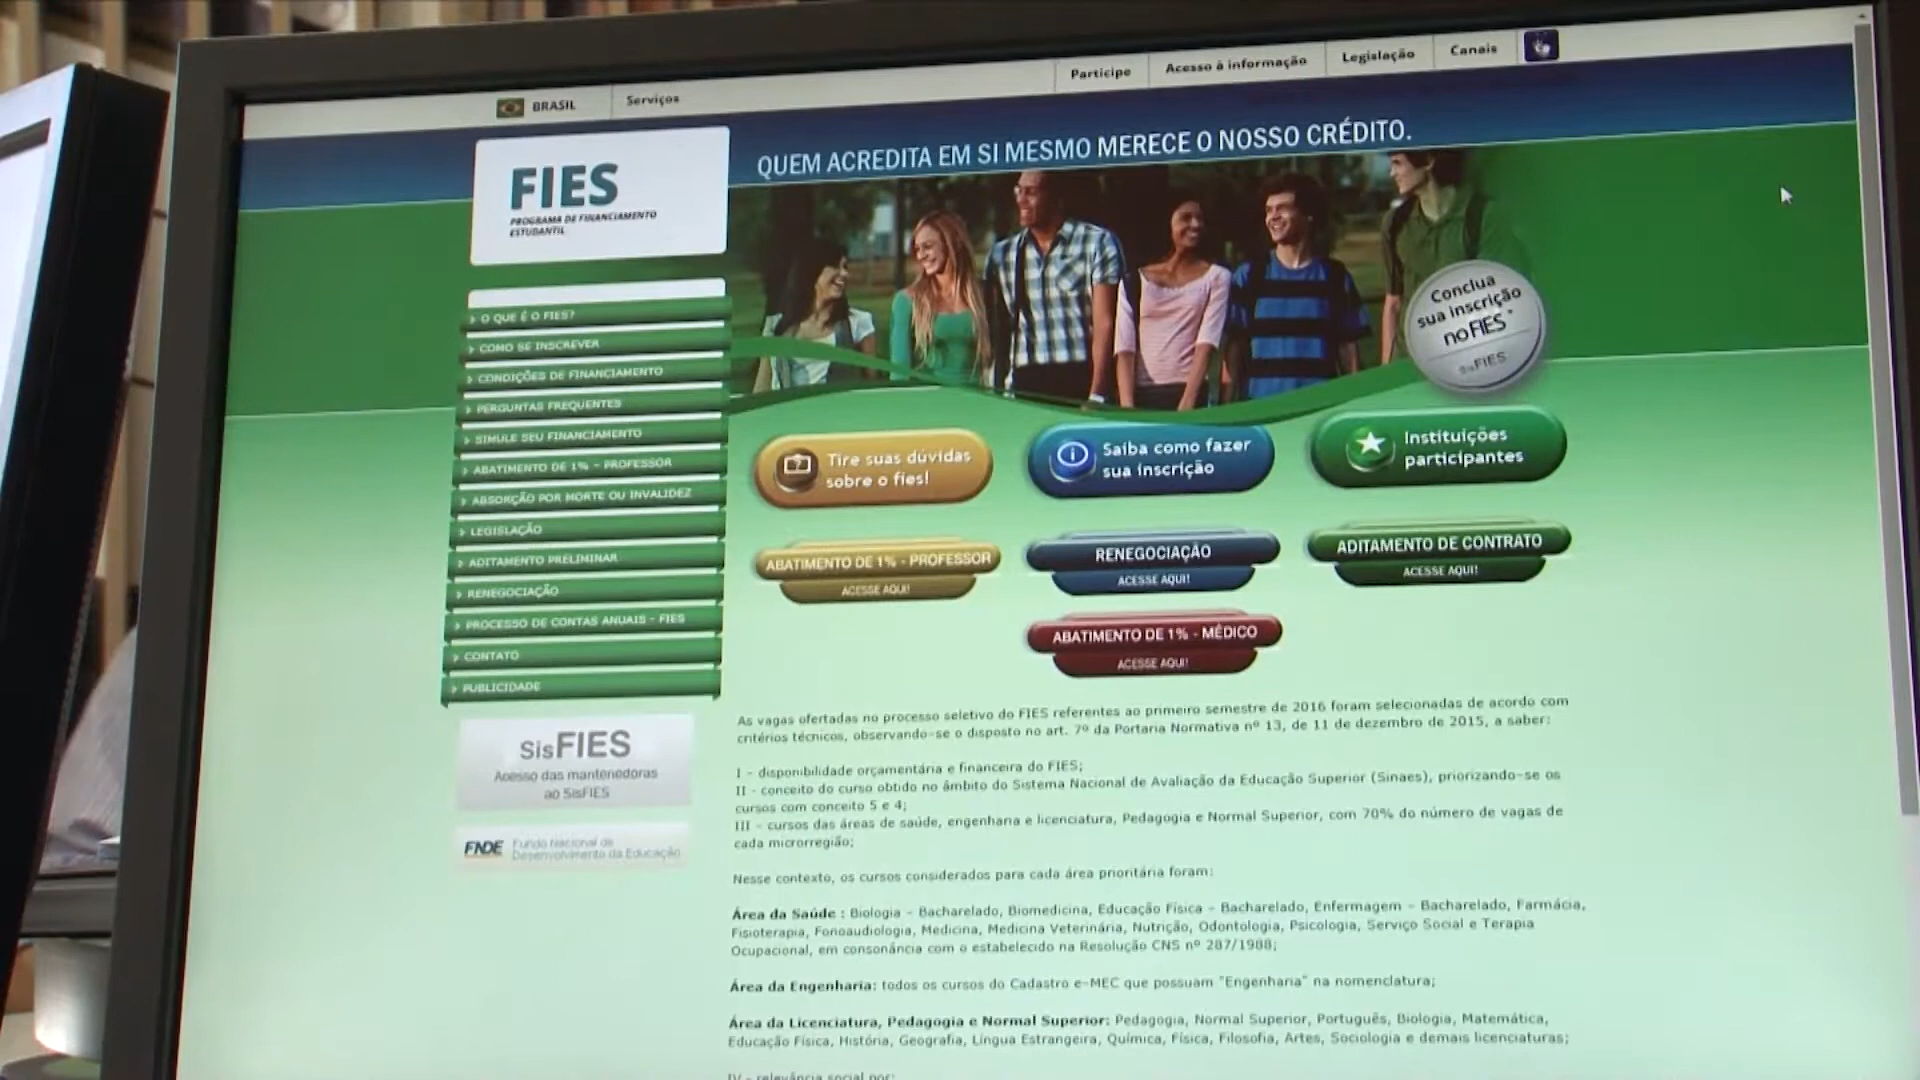 BRASIL
Serviços
Participe
Acesso à informação
Legislação
Canais
FIES
PROGRAMA DE FINANCIAMENTO
ESTUDANTIL
QUEM ACREDITA EM SI MESMO MERECE O NOSSO CRÉDITO.
Conclua
sua inscrição
no FIES
SisFIES
O QUE É O FIES?
COMO SE INSCREVER
CONDIÇÕES DE FINANCIAMENTO
PERGUNTAS FREQUENTES
SIMULE SEU FINANCIAMENTO
ABATIMENTO DE 1% - PROFESSOR
ABSORÇÃO POR MORTE OU INVALIDEZ
LEGISLAÇÃO
ADITAMENTO PRELIMINAR
RENEGOCIAÇÃO
PROCESSO DE CONTAS ANUAIS - FIES
CONTATO
PUBLICIDADE
SisFIES
Acesso das mantenedoras
ao SisFIES
FNDE Fundo Nacional de
Desenvolvimento da Educação
Tire suas dúvidas
sobre o fies!
Saiba como fazer
sua inscrição
Instituições
participantes
ABATIMENTO DE 1% - PROFESSOR
ACESSE AQUI!
RENEGOCIAÇÃO
ACESSE AQUI!
ADITAMENTO DE CONTRATO
ACESSE AQUI!
ABATIMENTO DE 1% - MÉDICO
ACESSE AQUI!
As vagas ofertadas no processo seletivo do FIES referentes ao primeiro semestre de 2016 foram selecionadas de acordo com
critérios técnicos, observando-se o disposto no art. 7º da Portaria Normativa nº 13, de 11 de dezembro de 2015, a saber:
I - disponibilidade orçamentária e financeira do FIES;
II - conceito do curso obtido no âmbito do Sistema Nacional de Avaliação da Educação Superior (Sinaes), priorizando-se os
cursos com conceito 5 e 4;
III - cursos das áreas de saúde, engenharia e licenciatura, Pedagogia e Normal Superior, com 70% do número de vagas de
cada microrregião;
Nesse contexto, os cursos considerados para cada área prioritária foram:
Área da Saúde : Biologia - Bacharelado, Biomedicina, Educação Física - Bacharelado, Enfermagem - Bacharelado, Farmácia,
Fisioterapia, Fonoaudiologia, Medicina, Medicina Veterinária, Nutrição, Odontologia, Psicologia, Serviço Social e Terapia
Ocupacional, em consonância com o estabelecido na Resolução CNS nº 287/1988;
Área da Engenharia: todos os cursos do Cadastro e-MEC que possuam "Engenharia" na nomenclatura;
Área da Licenciatura, Pedagogia e Normal Superior: Pedagogia, Normal Superior, Português, Biologia, Matemática,
Educação Física, História, Geografia, Língua Estrangeira, Química, Física, Filosofia, Artes, Sociologia e demais licenciaturas;
IV - relevância social por: